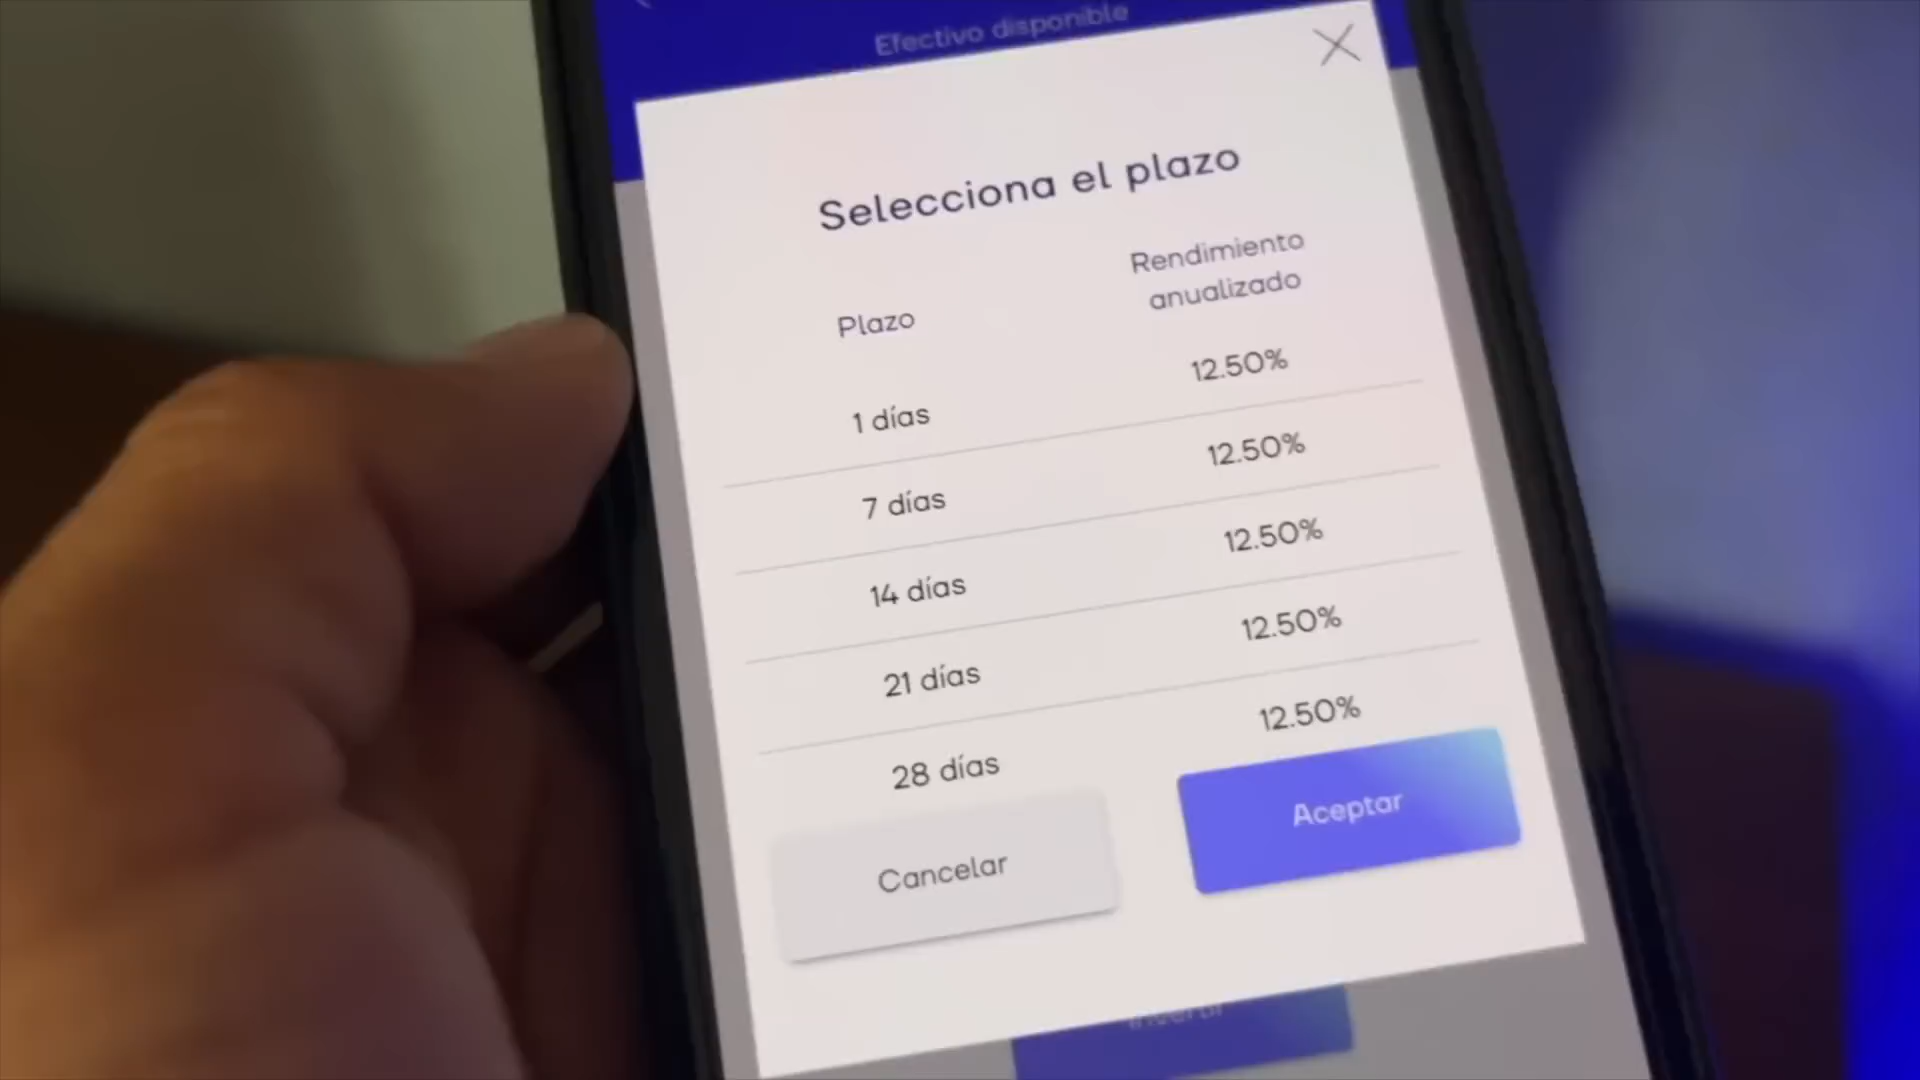 Efectivo disponible
Selecciona el plazo
Plazo
Rendimiento
anualizado
1 días 12.50%
7 días 12.50%
14 días 12.50%
21 días 12.50%
28 días 12.50%
Cancelar
Aceptar